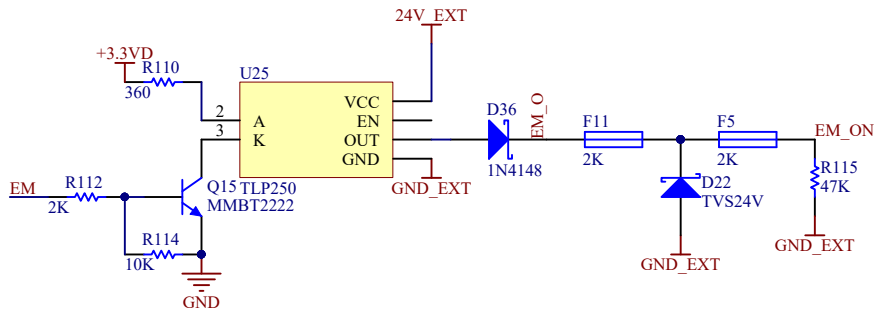 24V_EXT
+3.3VD
R110
360
U25
2
A
3
K
VCC
EN
OUT
GND
TLP250
GND_EXT
D36
1N4148
EM_O
F11
2K
F5
2K
EM_ON
R115
47K
D22
TVS24V
GND_EXT
GND_EXT
EM
R112
2K
Q15
MMBT2222
R114
10K
GND